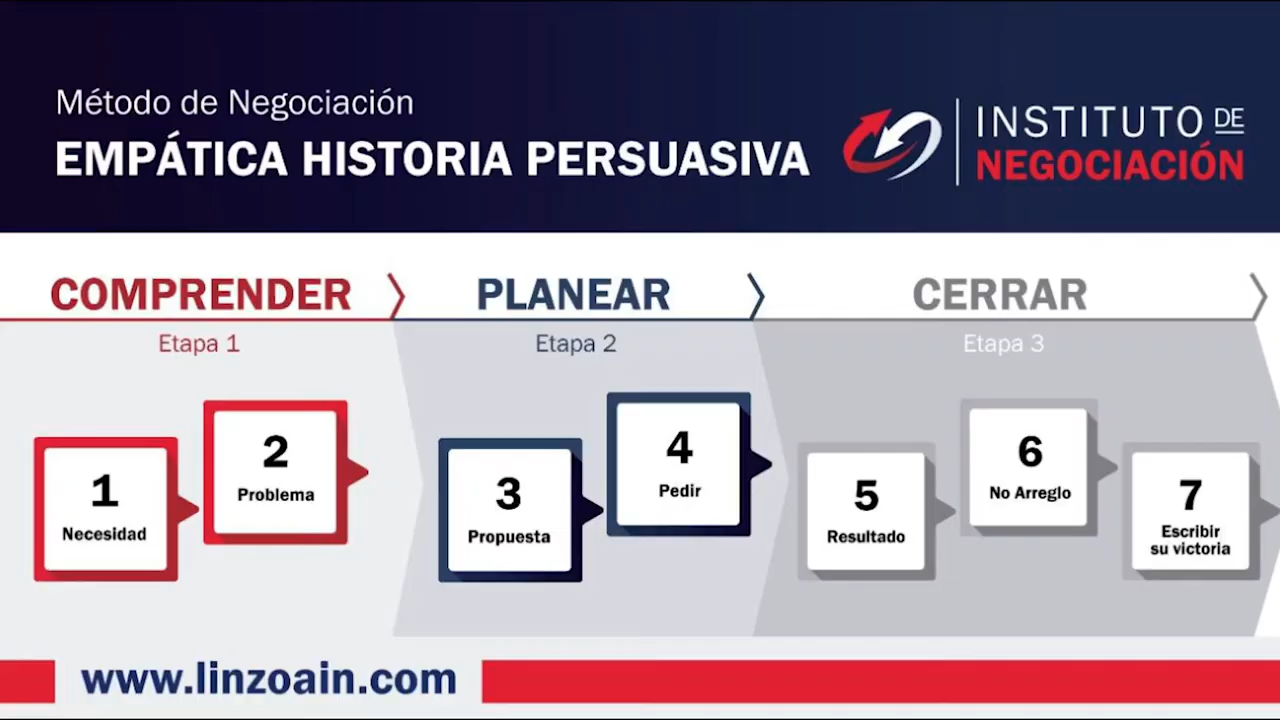 Método de Negociación
EMPÁTICA HISTORIA PERSUASIVA
INSTITUTO DE
NEGOCIACIÓN
COMPRENDER
Etapa 1
PLANEAR
Etapa 2
CERRAR
Etapa 3
1
Necesidad
2
Problema
3
Propuesta
4
Pedir
5
Resultado
6
No Arreglo
7
Escribir
su victoria
www.linzoain.com